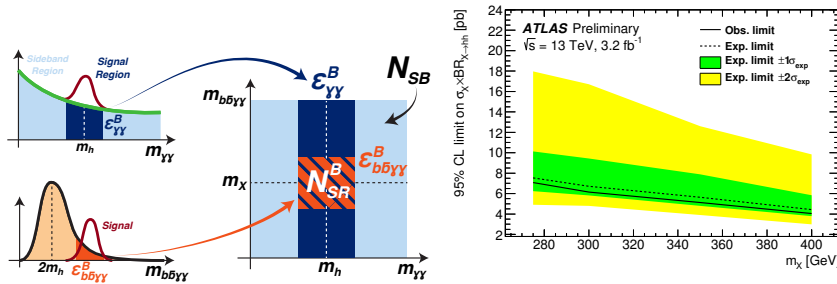 Sideband
Region
Signal
Region
ε^B_γγ
m_h
m_γγ
Signal
2m_h
ε^B_bb̄γγ
m_bb̄γγ
ε^B_γγ
N_SB
m_bb̄γγ
ε^B_bb̄γγ
m_X
N^B_SR
m_h
m_γγ
95% CL limit on σ_X×BR_X→hh [pb]
24
22
20
18
16
14
12
10
8
6
4
2
ATLAS Preliminary
√s = 13 TeV, 3.2 fb⁻¹
Obs. limit
Exp. limit
Exp. limit ±1σ_exp
Exp. limit ±2σ_exp
280 300 320 340 360 380 400
m_X [GeV]